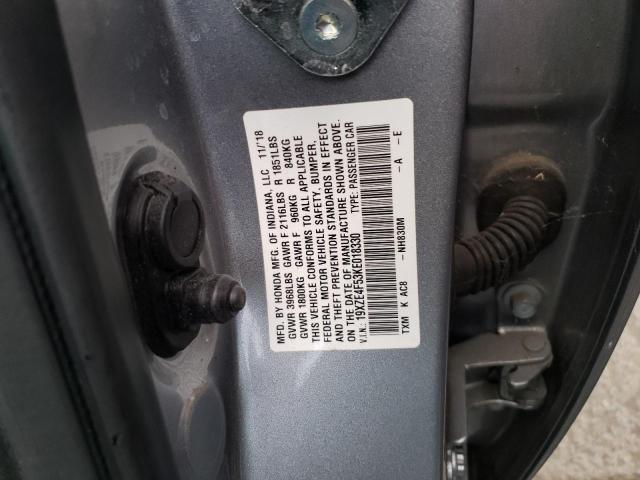 MFD. BY HONDA MFG. OF INDIANA, LLC 11/18
GVWR 3968LBS GAWR F 2116LBS R 1851LBS
GVWR 1800KG GAWR F 960KG R 840KG
THIS VEHICLE CONFORMS TO ALL APPLICABLE
FEDERAL MOTOR VEHICLE SAFETY, BUMPER,
AND THEFT PREVENTION STANDARDS IN EFFECT
ON THE DATE OF MANUFACTURE SHOWN ABOVE.
V.I.N.: 19XZE4F53KE018330 TYPE: PASSENGER CAR
TXM K AC8 - NH830M - A - E